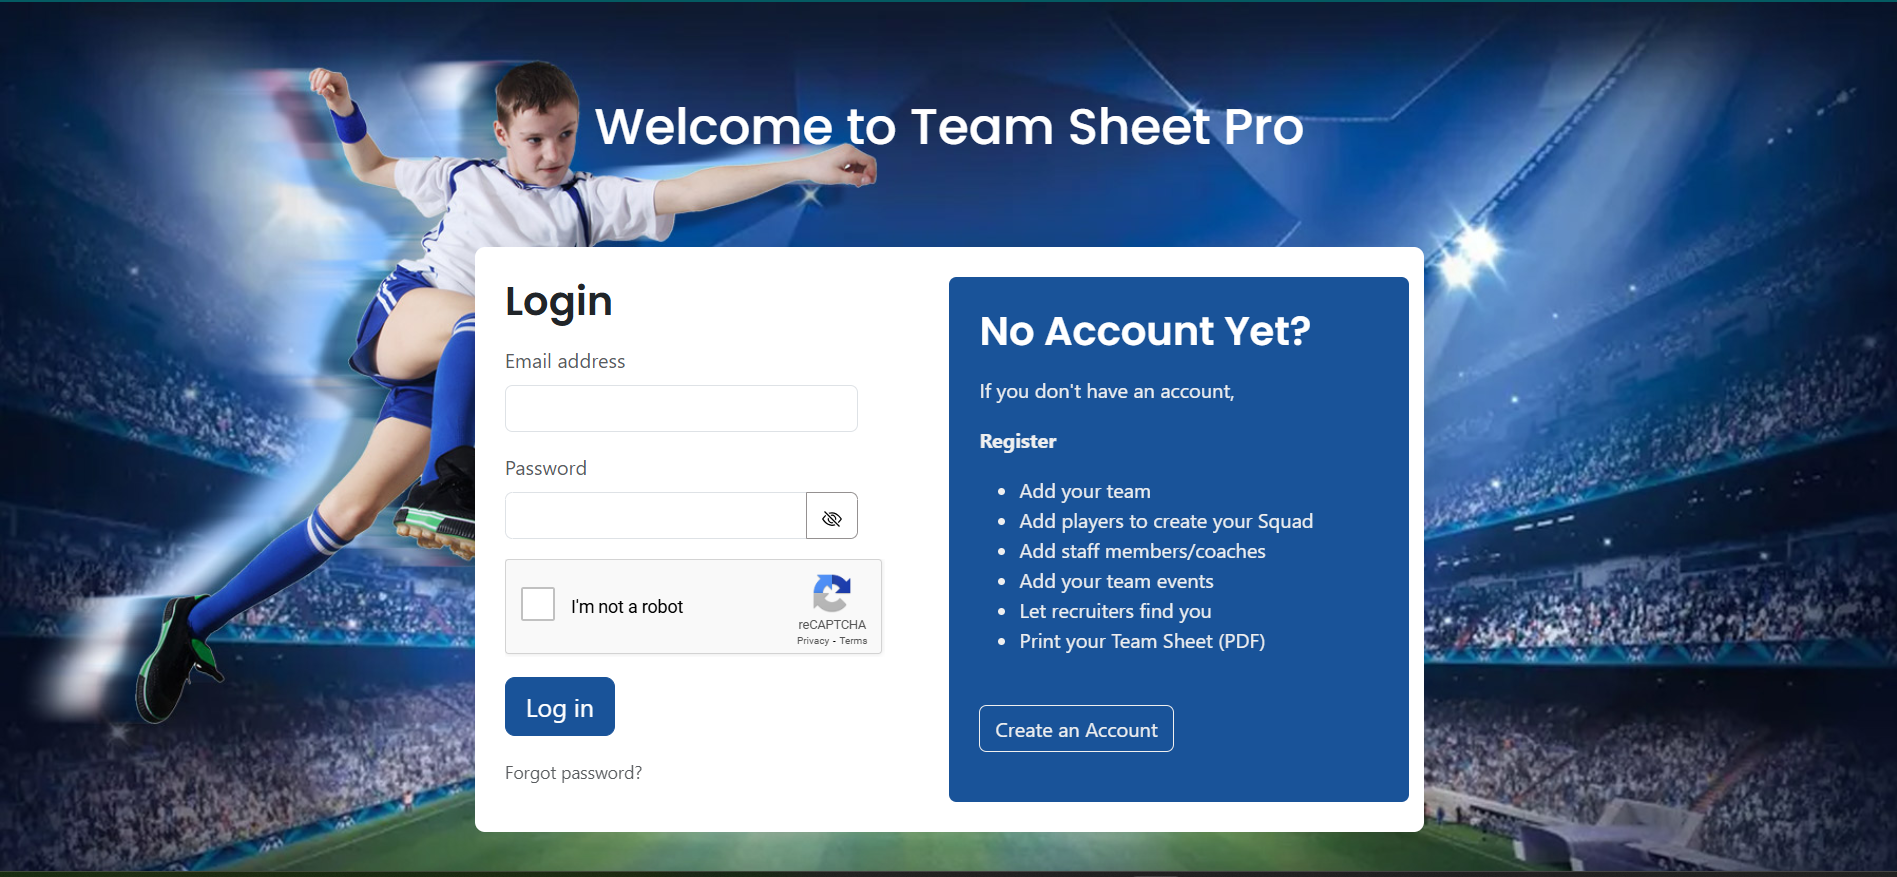 Welcome to Team Sheet Pro
Login
Email address
Password
I'm not a robot
reCAPTCHA
Privacy - Terms
Log in
Forgot password?
No Account Yet?
If you don't have an account,
Register
Add your team
Add players to create your Squad
Add staff members/coaches
Add your team events
Let recruiters find you
Print your Team Sheet (PDF)
Create an Account